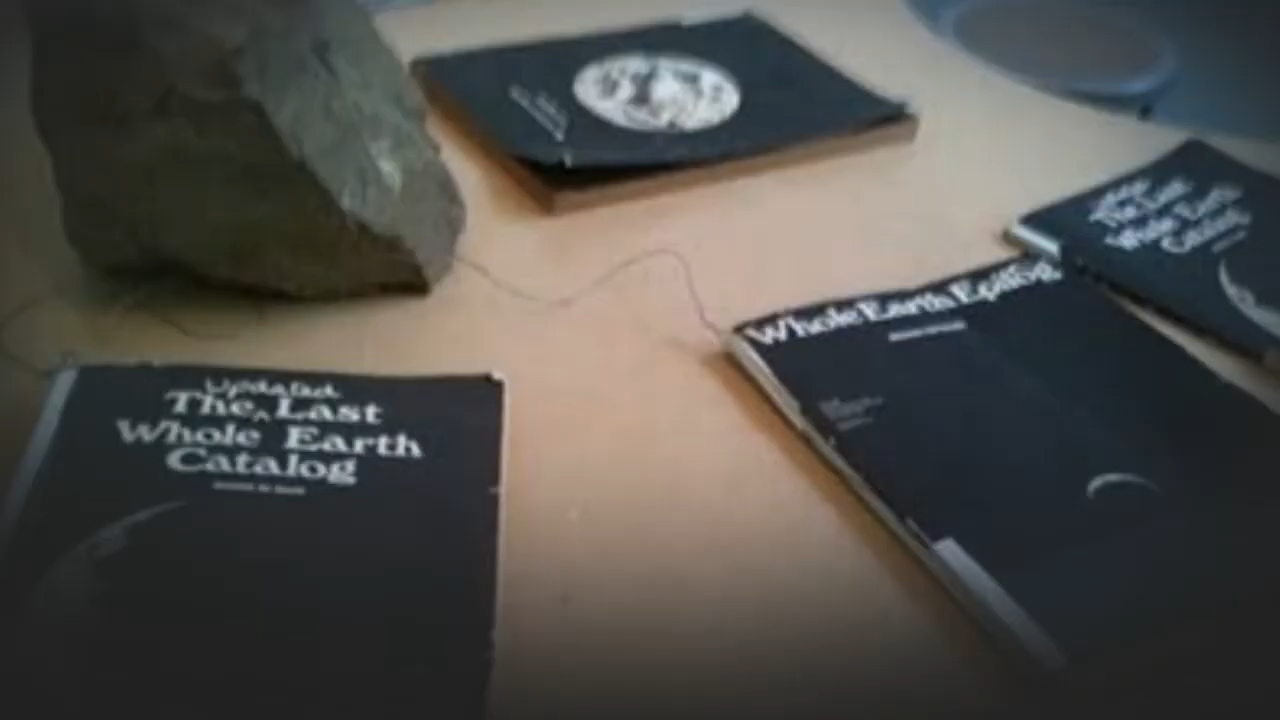 Updated
The ^ Last
Whole Earth
Catalog
Whole Earth Epilog
The Last
Whole Earth
Catalog